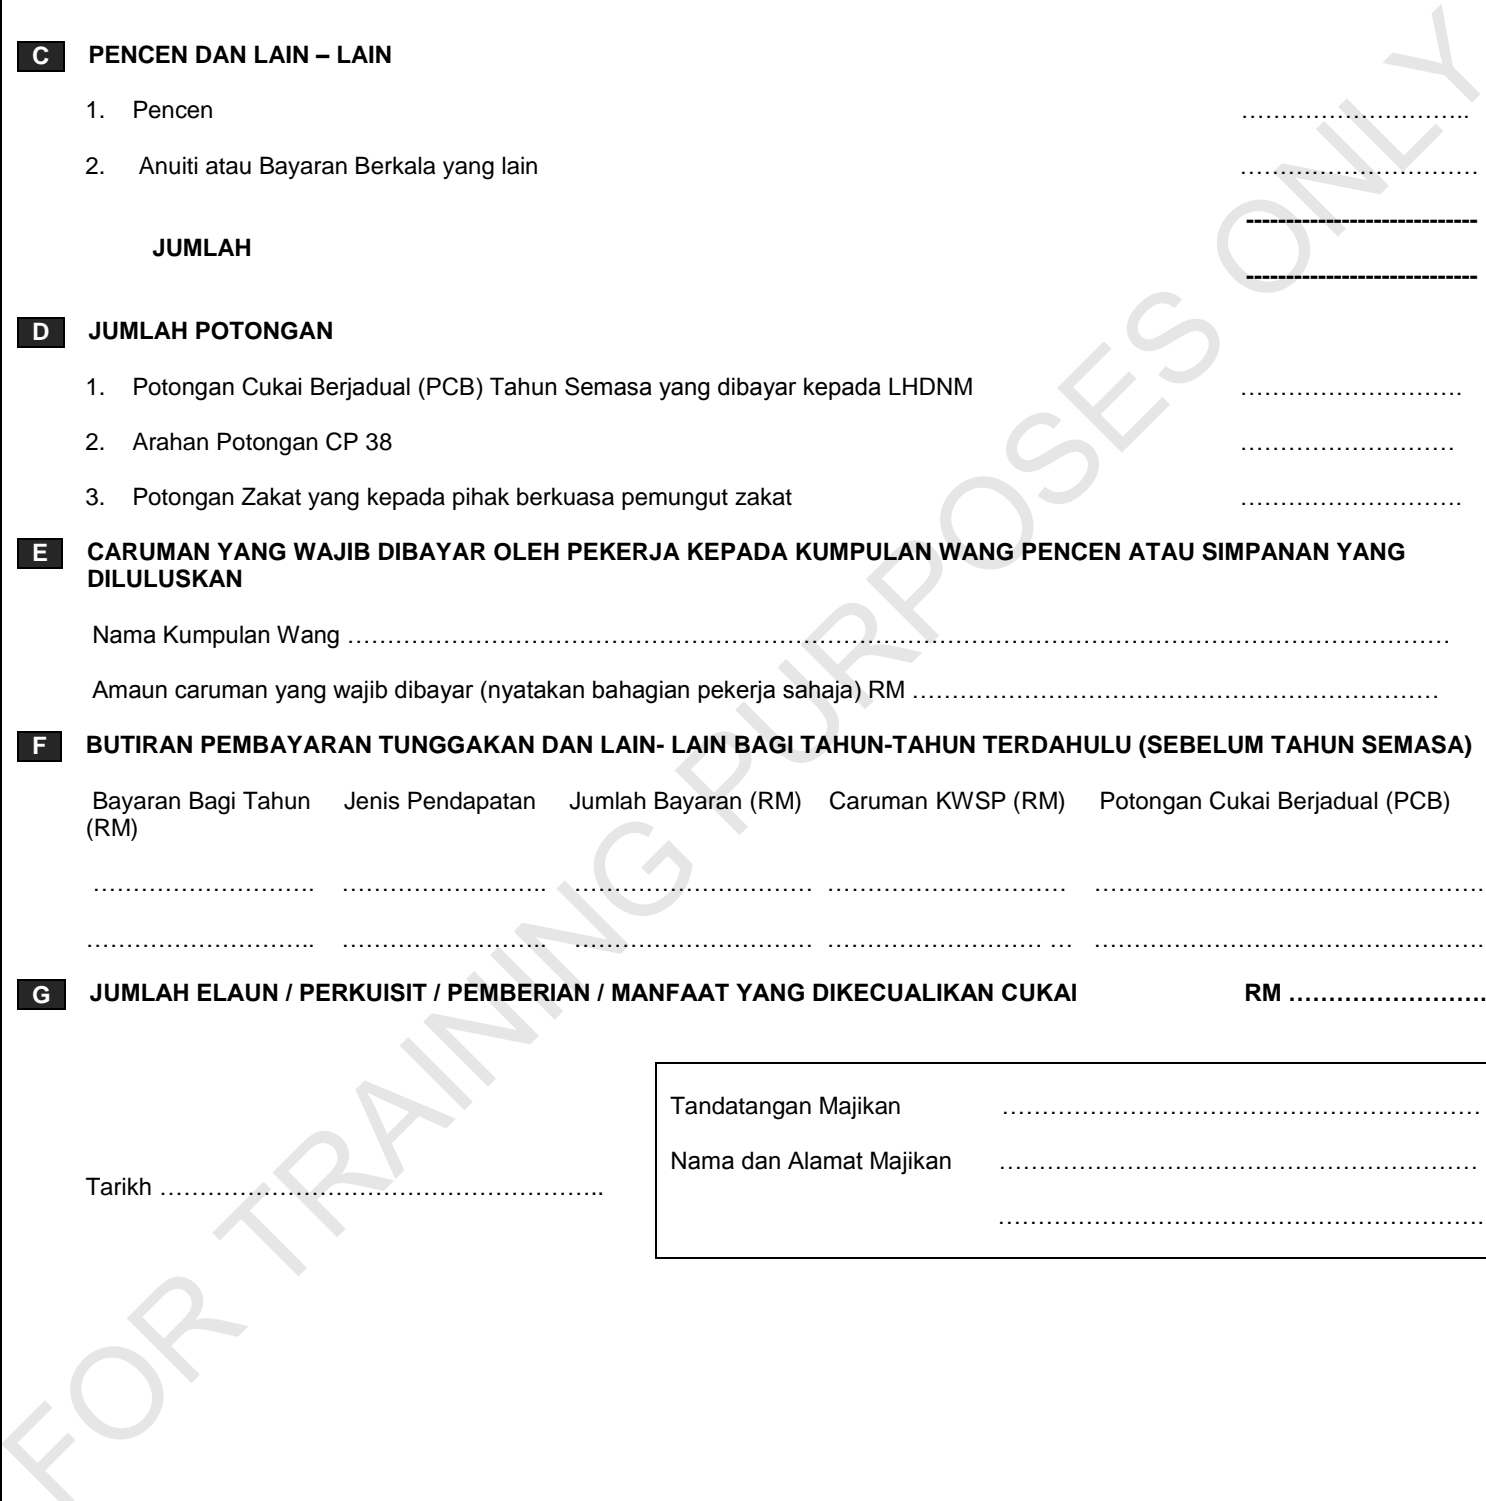 C PENCEN DAN LAIN – LAIN
1. Pencen ………………………..
2. Anuiti atau Bayaran Berkala yang lain …………………………
-----------------------------
JUMLAH
-----------------------------
D JUMLAH POTONGAN
1. Potongan Cukai Berjadual (PCB) Tahun Semasa yang dibayar kepada LHDNM ……………………….
2. Arahan Potongan CP 38 ………………………
3. Potongan Zakat yang kepada pihak berkuasa pemungut zakat ……………………….
E CARUMAN YANG WAJIB DIBAYAR OLEH PEKERJA KEPADA KUMPULAN WANG PENCEN ATAU SIMPANAN YANG
DILULUSKAN
Nama Kumpulan Wang …………………………………………………………………………………………………………………………
Amaun caruman yang wajib dibayar (nyatakan bahagian pekerja sahaja) RM …………………………………………………………
F BUTIRAN PEMBAYARAN TUNGGAKAN DAN LAIN- LAIN BAGI TAHUN-TAHUN TERDAHULU (SEBELUM TAHUN SEMASA)
Bayaran Bagi Tahun Jenis Pendapatan Jumlah Bayaran (RM) Caruman KWSP (RM) Potongan Cukai Berjadual (PCB)
(RM)
………………………. …………………….. ………………………… ………………………… ………………………………………….
……………………….. …………………….. ………………………… ……………………… … ………………………………………….
G JUMLAH ELAUN / PERKUISIT / PEMBERIAN / MANFAAT YANG DIKECUALIKAN CUKAI RM …………………….
Tandatangan Majikan ……………………………………………………
Nama dan Alamat Majikan ……………………………………………………
Tarikh ………………………………………………..
…………………………………………………….
FOR TRAINING PURPOSES ONLY